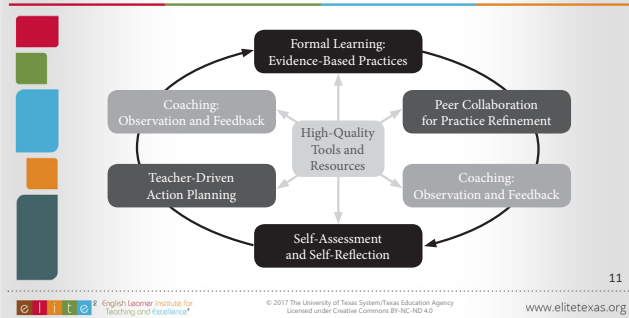 Formal Learning:
Evidence-Based Practices
Peer Collaboration
for Practice Refinement
Coaching:
Observation and Feedback
Self-Assessment
and Self-Reflection
Teacher-Driven
Action Planning
Coaching:
Observation and Feedback
High-Quality
Tools and
Resources
11
elite
English Learner Institute for
Teaching and Excellence
© 2017 The University of Texas System/Texas Education Agency
Licensed under Creative Commons BY-NC-ND 4.0
www.elitetexas.org